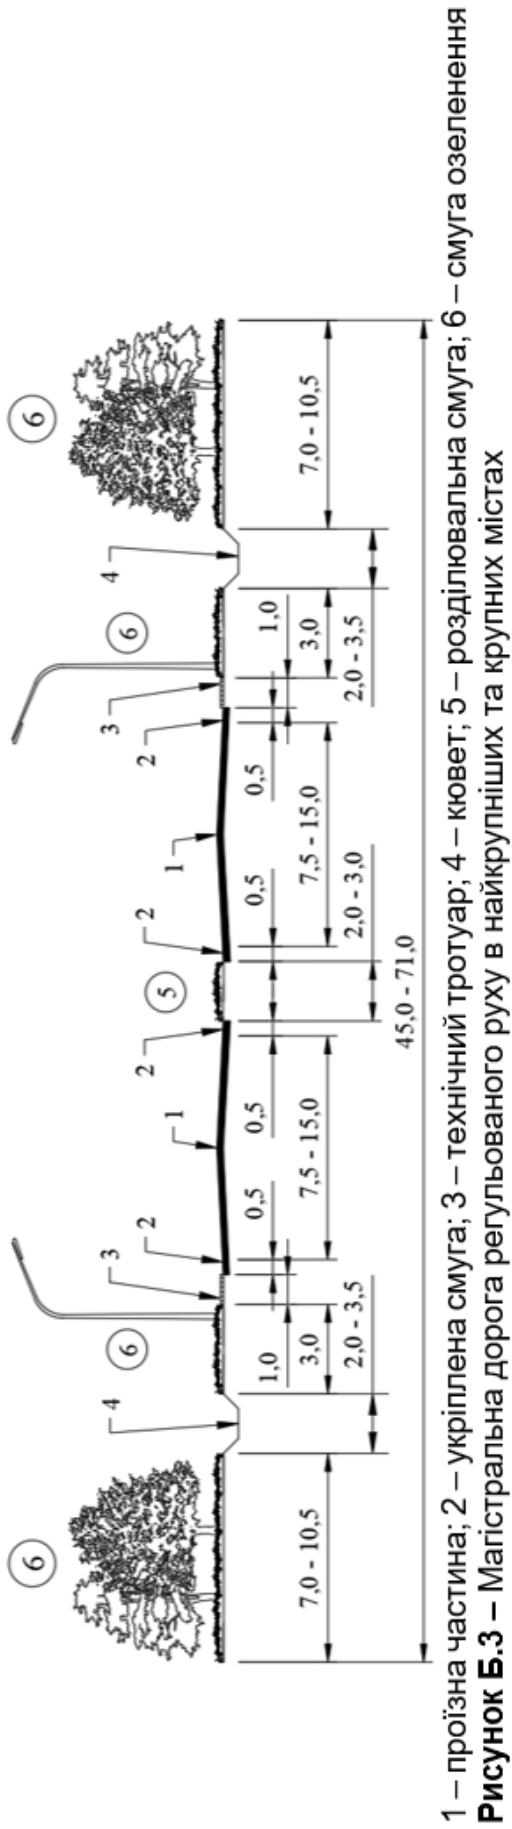 6
6
4
6
3
2
1
2
5
2
1
2
3
6
4
1,0
0,5
0,5
0,5
0,5
1,0
7,0 - 10,5
3,0
7,5 - 15,0
7,5 - 15,0
3,0
7,0 - 10,5
2,0 - 3,5
2,0 - 3,0
2,0 - 3,5
45,0 - 71,0
1 – проїзна частина; 2 – укріплена смуга; 3 – технічний тротуар; 4 – кювет; 5 – розділювальна смуга; 6 – смуга озеленення
Рисунок Б.3 – Магістральна дорога регульованого руху в найкрупніших та крупних містах